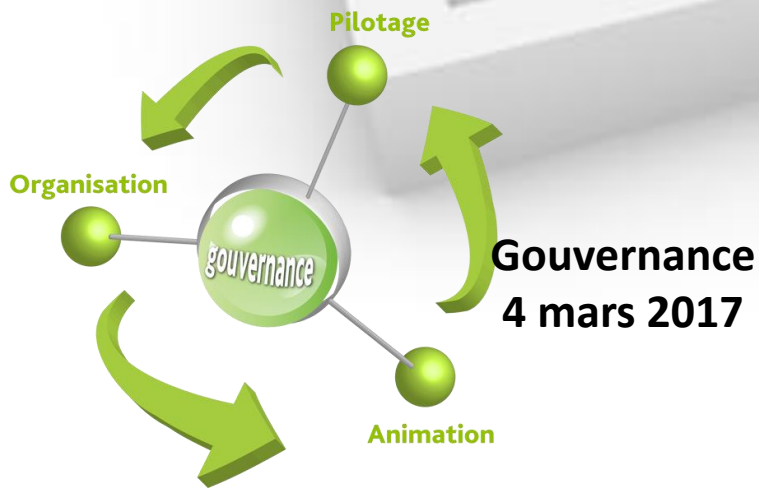 Pilotage
Organisation
gouvernance
Gouvernance
4 mars 2017
Animation